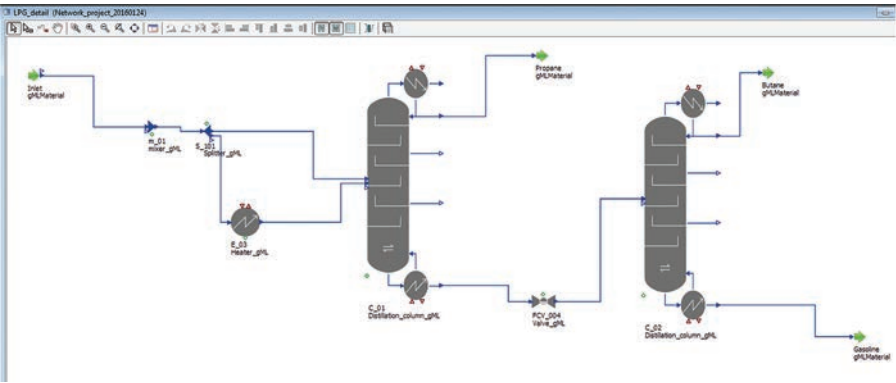 LPG_detail (Network_project_20160124)
Inlet
gMLMaterial
m_01
mixer_gML
S_101
Splitter_gML
E_03
Heater_gML
C_01
Distillation_column_gML
Propane
gMLMaterial
FCV_004
Valve_gML
C_02
Distillation_column_gML
Butane
gMLMaterial
Gasoline
gMLMaterial